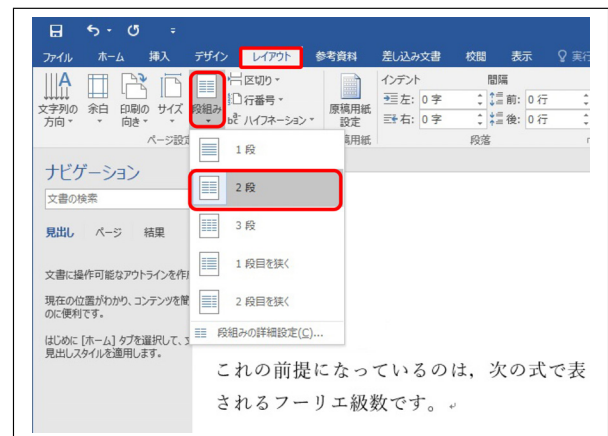 ファイル ホーム 挿入 デザイン レイアウト 参考資料 差し込み文書 校閲 表示 実行
文字列の方向 余白 印刷の向き サイズ 段組み
区切り
行番号
ハイフネーション
原稿用紙設定
インデント 間隔
左: 0 字 前: 0 行
右: 0 字 後: 0 行
ページ設定 原稿用紙 段落
1 段
2 段
3 段
1 段目を狭く
2 段目を狭く
段組みの詳細設定(C)...
ナビゲーション
文書の検索
見出し ページ 結果
文書に操作可能なアウトラインを作
現在の位置がわかり、コンテンツを
のに便利です。
はじめに [ホーム] タブを選択して、
見出しスタイルを適用します。
これの前提になっているのは，次の式で表
されるフーリエ級数です。